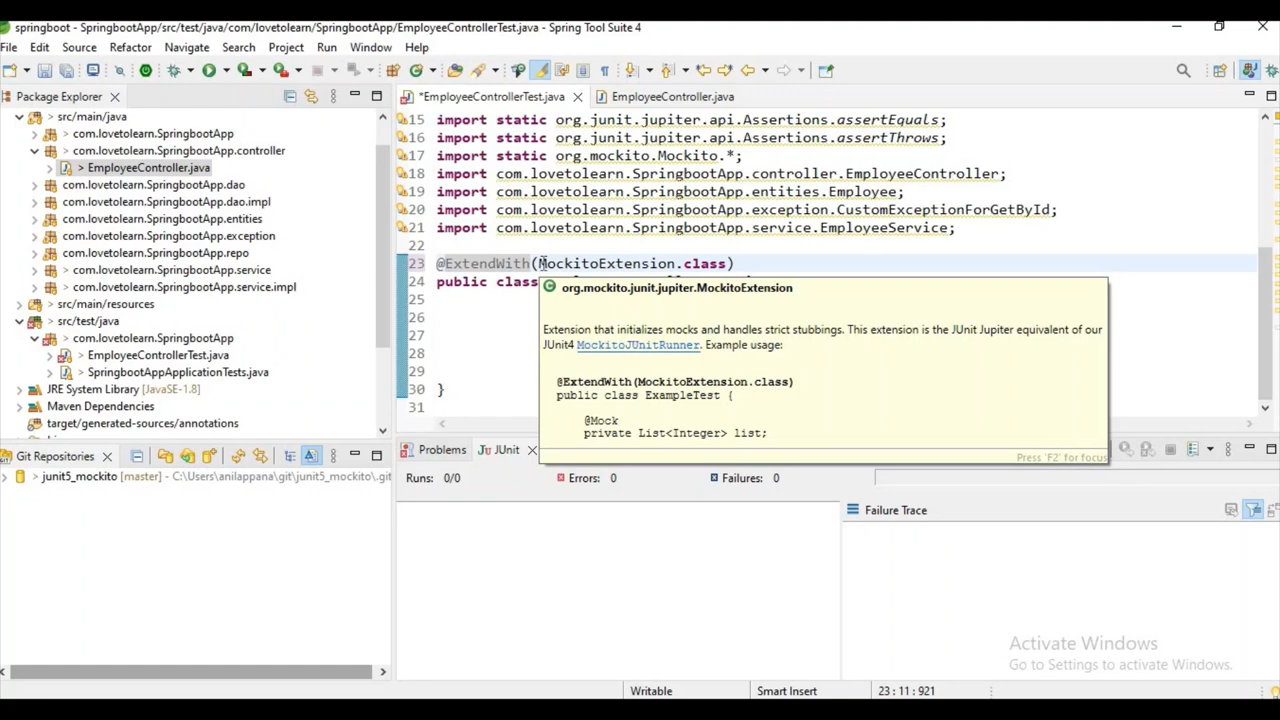 springboot - SpringbootApp/src/test/java/com/lovetolearn/SpringbootApp/EmployeeControllerTest.java - Spring Tool Suite 4
File Edit Source Refactor Navigate Search Project Run Window Help
Package Explorer
*EmployeeControllerTest.java
EmployeeController.java
src/main/java
com.lovetolearn.SpringbootApp
com.lovetolearn.SpringbootApp.controller
> EmployeeController.java
com.lovetolearn.SpringbootApp.dao
com.lovetolearn.SpringbootApp.dao.impl
com.lovetolearn.SpringbootApp.entities
com.lovetolearn.SpringbootApp.exception
com.lovetolearn.SpringbootApp.repo
com.lovetolearn.SpringbootApp.service
com.lovetolearn.SpringbootApp.service.impl
> src/main/resources
> src/test/java
> com.lovetolearn.SpringbootApp
> EmployeeControllerTest.java
> SpringbootAppApplicationTests.java
JRE System Library [JavaSE-1.8]
Maven Dependencies
target/generated-sources/annotations
15 import static org.junit.jupiter.api.Assertions.assertEquals;
16 import static org.junit.jupiter.api.Assertions.assertThrows;
17 import static org.mockito.Mockito.*;
18 import com.lovetolearn.SpringbootApp.controller.EmployeeController;
19 import com.lovetolearn.SpringbootApp.entities.Employee;
20 import com.lovetolearn.SpringbootApp.exception.CustomExceptionForGetById;
21 import com.lovetolearn.SpringbootApp.service.EmployeeService;
22
23 @ExtendWith(MockitoExtension.class)
24 public class
25
26
27
28
29
30 }
31
org.mockito.junit.jupiter.MockitoExtension
Extension that initializes mocks and handles strict stubbings. This extension is the JUnit Jupiter equivalent of our
JUnit4 MockitoJUnitRunner. Example usage:
@ExtendWith(MockitoExtension.class)
public class ExampleTest {
@Mock
private List<Integer> list;
Press 'F2' for focus
Git Repositories
> junit5_mockito [master] - C:\Users\anilappana\git\junit5_mockito\.git
Problems JUnit
Runs: 0/0 Errors: 0 Failures: 0
Failure Trace
Activate Windows
Go to Settings to activate Windows.
Writable Smart Insert 23 : 11 : 921